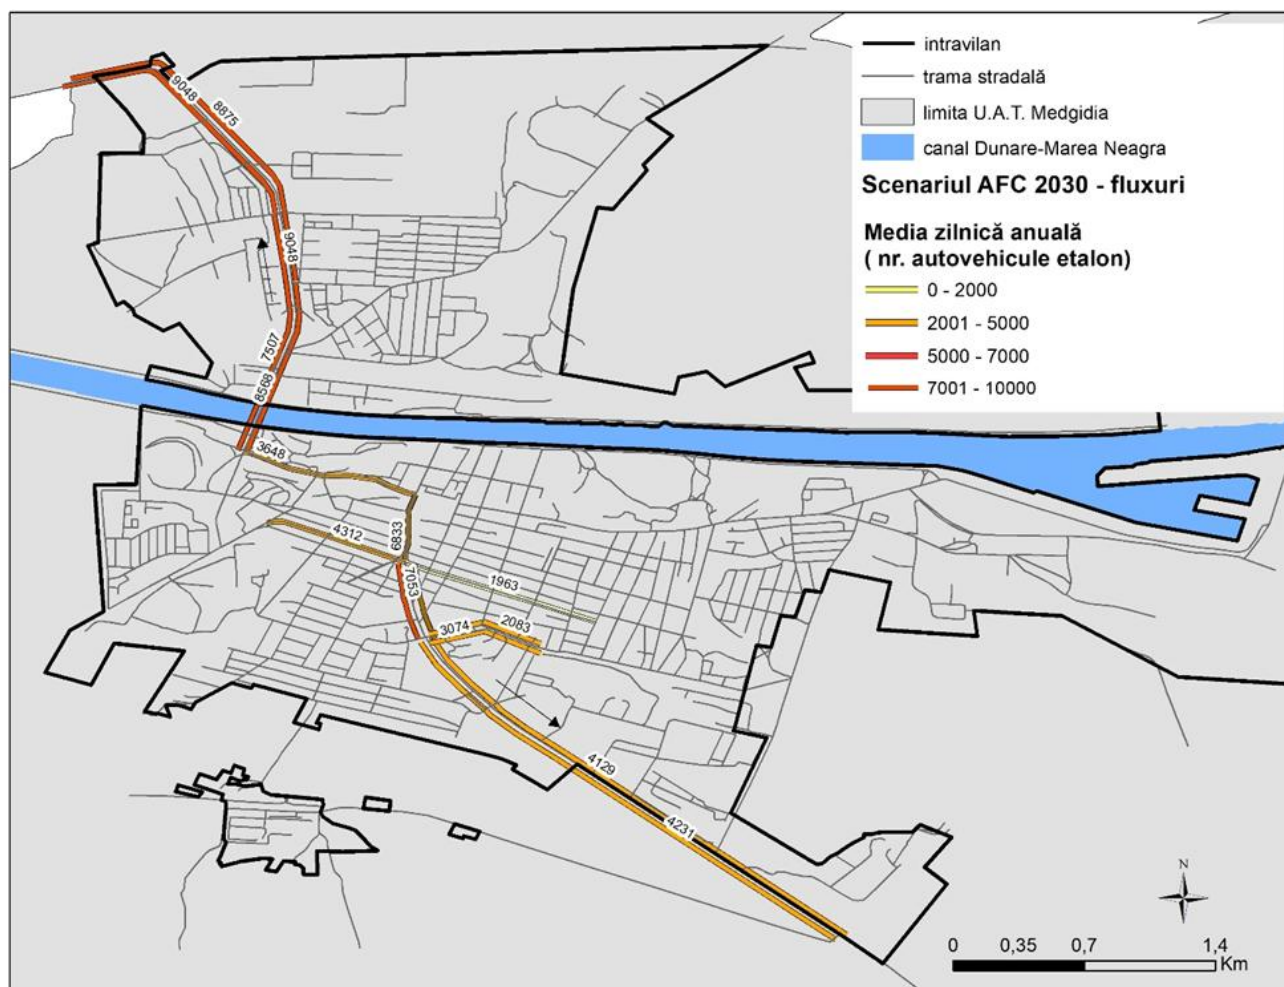 intravilan
trama stradală
limita U.A.T. Medgidia
canal Dunare-Marea Neagra
Scenariul AFC 2030 - fluxuri
Media zilnică anuală
( nr. autovehicule etalon)
0 - 2000
2001 - 5000
5000 - 7000
7001 - 10000
9048
8875
9048
7507
8568
3648
4312
6833
7053
1963
3074
2083
4129
4231
N
0 0,35 0,7 1,4
Km